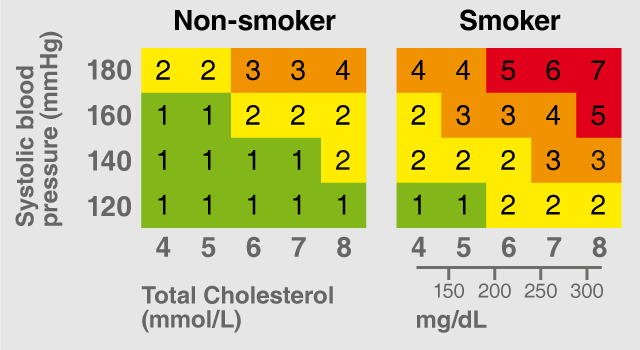 Non-smoker Smoker
Systolic blood
pressure (mmHg)
180 2 2 3 3 4 4 4 5 6 7
160 1 1 2 2 2 2 3 3 4 5
140 1 1 1 1 2 2 2 2 3 3
120 1 1 1 1 1 1 1 2 2 2
4 5 6 7 8 4 5 6 7 8
150 200 250 300
Total Cholesterol
(mmol/L)
mg/dL